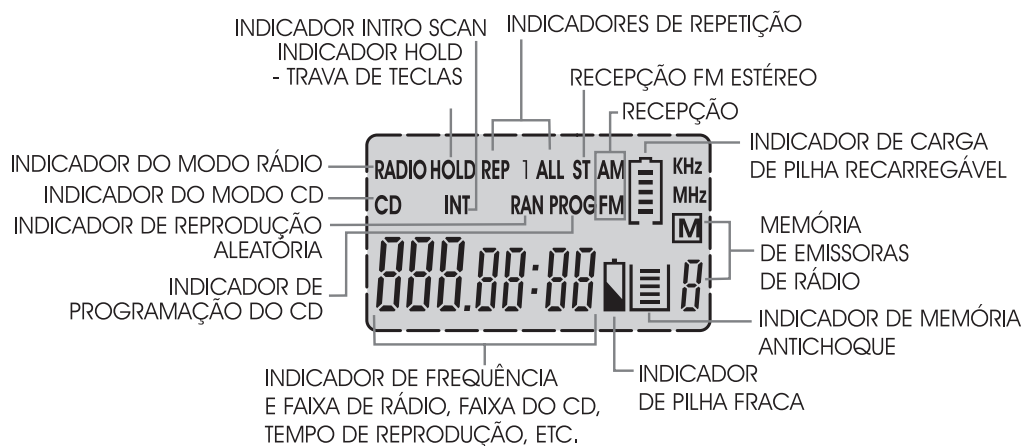 INDICADOR INTRO SCAN
INDICADOR HOLD
- TRAVA DE TECLAS
INDICADORES DE REPETIÇÃO
RECEPÇÃO FM ESTÉREO
RECEPÇÃO
INDICADOR DE CARGA
DE PILHA RECARREGÁVEL
INDICADOR DO MODO RÁDIO
INDICADOR DO MODO CD
INDICADOR DE REPRODUÇÃO
ALEATÓRIA
INDICADOR DE
PROGRAMAÇÃO DO CD
RADIO HOLD REP 1 ALL ST AM KHz
CD INT RAN PROG FM MHz
M
888.88:88 8
MEMÓRIA
DE EMISSORAS
DE RÁDIO
INDICADOR DE MEMÓRIA
ANTICHOQUE
INDICADOR
DE PILHA FRACA
INDICADOR DE FREQUÊNCIA
E FAIXA DE RÁDIO, FAIXA DO CD,
TEMPO DE REPRODUÇÃO, ETC.